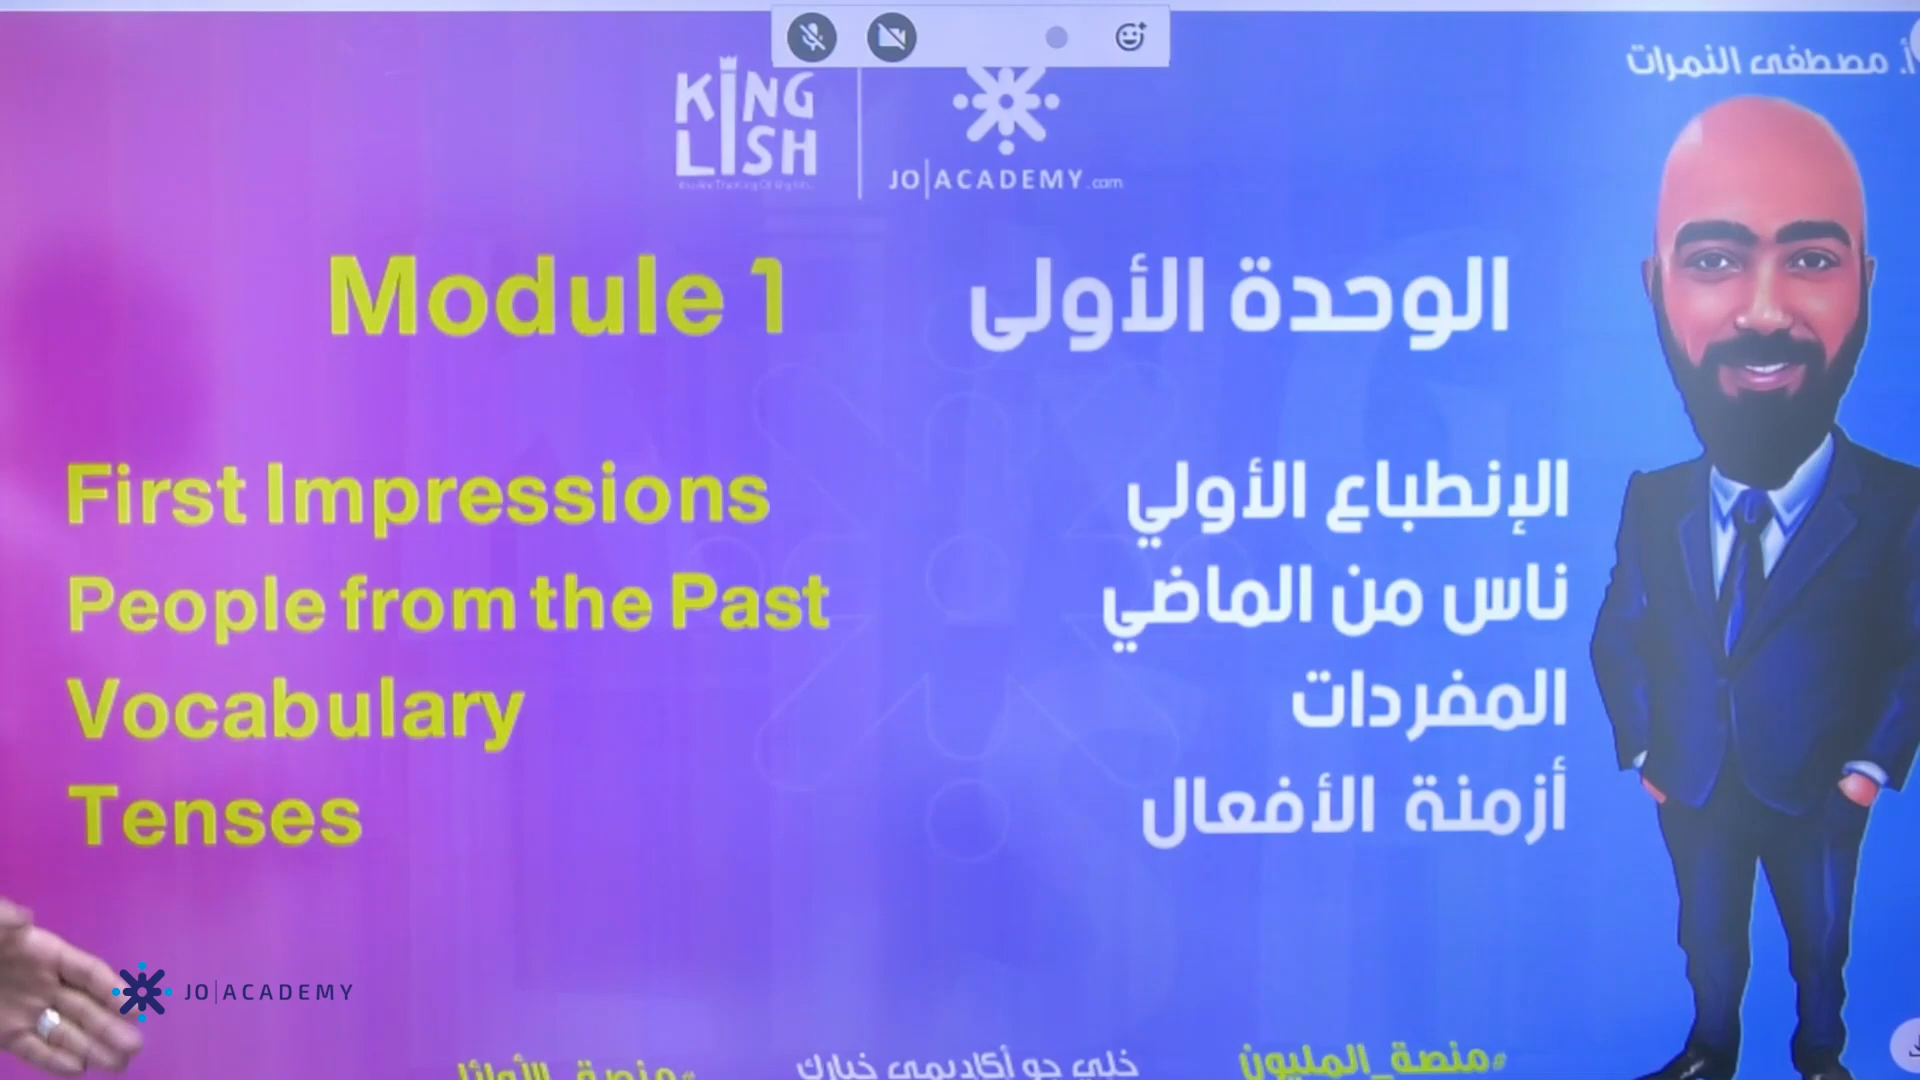 أ. مصطفى النمرات
KING
LISH
JO|ACADEMY.com
Module 1
الوحدة الأولى
First Impressions
الإنطباع الأولي
People from the Past
ناس من الماضي
Vocabulary
المفردات
Tenses
أزمنة الأفعال
JO|ACADEMY
#منصة_المليون
خلي جو أكاديمي خيارك